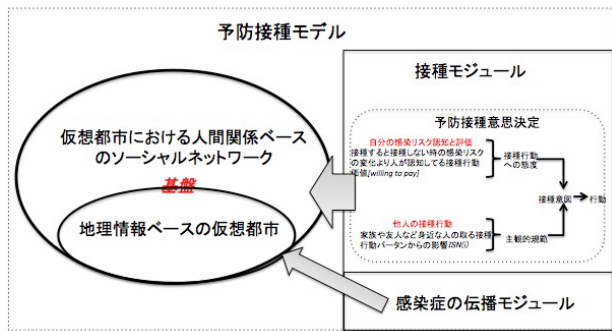 予防接種モデル
接種モジュール
仮想都市における人間関係ベース
のソーシャルネットワーク
基盤
地理情報ベースの仮想都市
予防接種意思決定
自分の感染リスク認知と評価
接種すると接種しない時の感染リスク
の変化より人が認知してる接種行動
価値[willing to pay]
接種行動
への態度
接種意図
行動
他人の接種行動
家族や友人など身近な人の取る接種
行動パータンからの影響ISN(i)
主観的規範
感染症の伝播モジュール